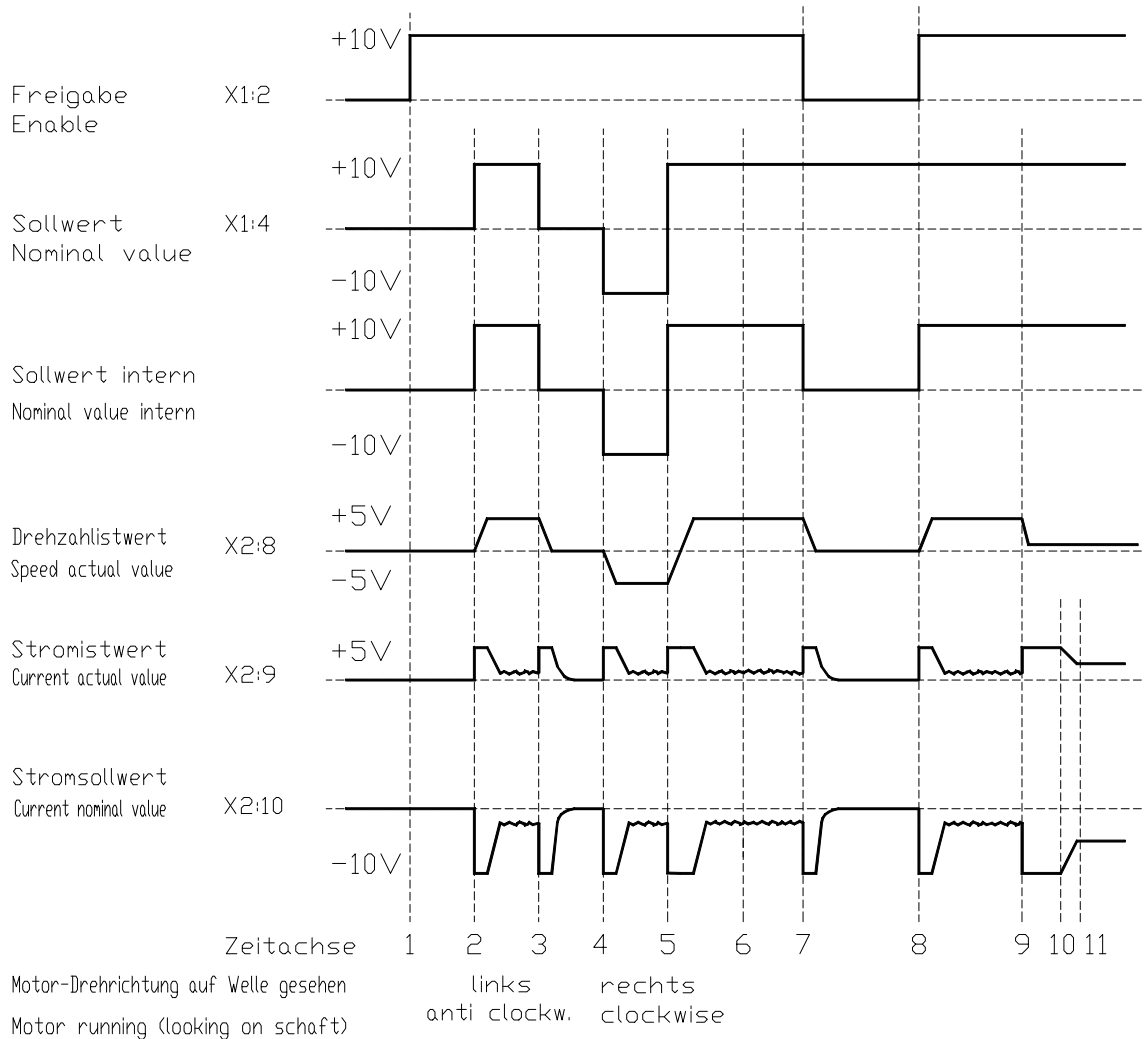 +10V
Freigabe X1:2
Enable
+10V
Sollwert X1:4
Nominal value
-10V
+10V
Sollwert intern
Nominal value intern
-10V
+5V
Drehzahlistwert X2:8
Speed actual value
-5V
Stromistwert +5V
Current actual value X2:9
Stromsollwert
Current nominal value X2:10
-10V
Zeitachse 1 2 3 4 5 6 7 8 9 10 11
Motor-Drehrichtung auf Welle gesehen links rechts
anti clockw. clockwise
Motor running (looking on schaft)